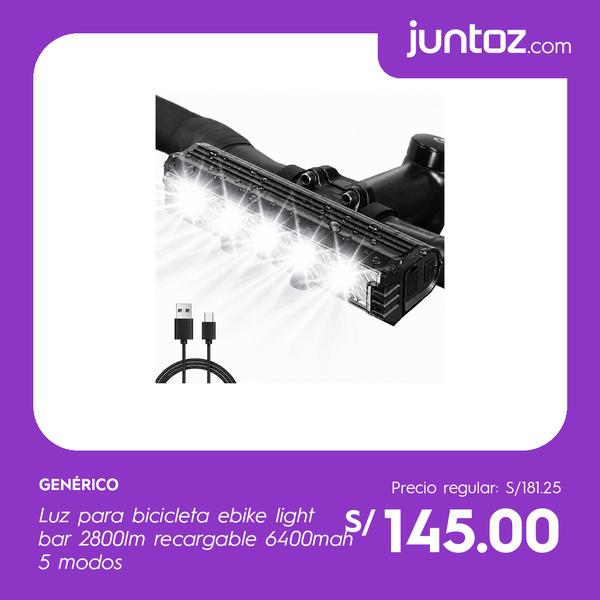 juntoz.com
GENÉRICO
Precio regular: S/181.25
Luz para bicicleta ebike light
bar 2800lm recargable 6400mah
5 modos
S/145.00